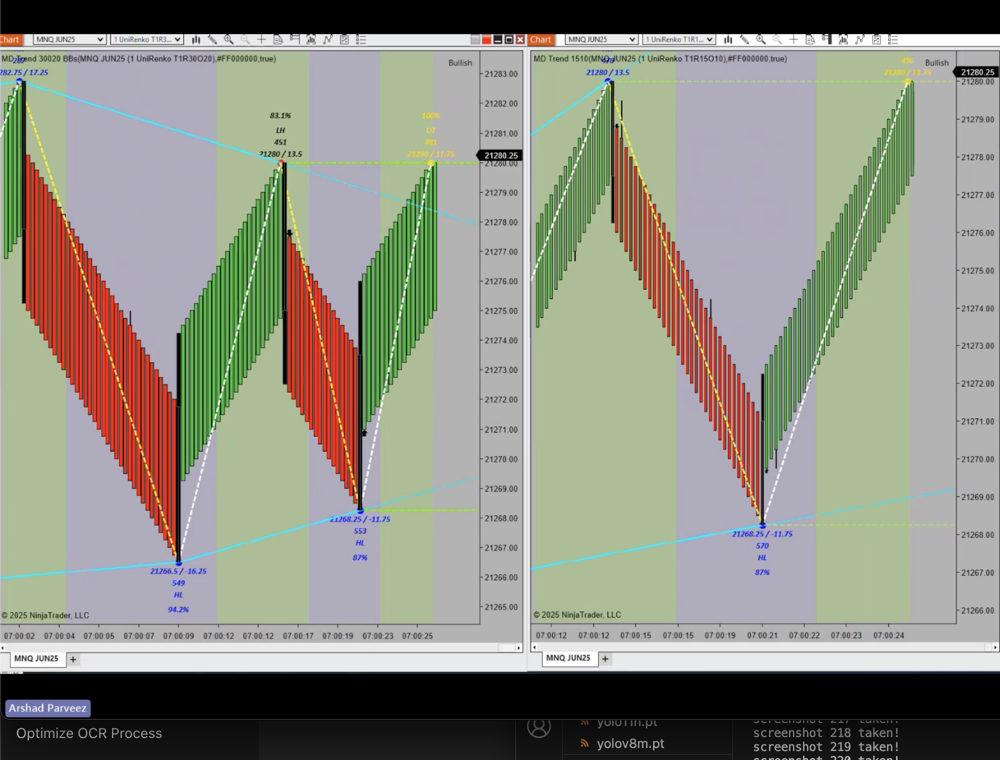 Chart
MNQ JUN25
1 UniRenko T1R3...
MD Trend 30020 BBs(MNQ JUN25 (1 UniRenko T1R30O20),#FF000000,true)
Bullish
282.75 / 17.25
83.1%
LH
451
21280 / 13.5
100%
DT
481
21280 / 11.75
21283.00
21282.00
21281.00
21280.25
21280.00
21279.00
21278.00
21277.00
21276.00
21275.00
21274.00
21273.00
21272.00
21271.00
21270.00
21269.00
21268.00
21267.00
21266.00
21265.00
21268.25 / -11.75
553
HL
87%
21266.5 / -16.25
549
HL
94.2%
© 2025 NinjaTrader, LLC
07:00:02 07:00:04 07:00:05 07:00:07 07:00:09 07:00:12 07:00:12 07:00:17 07:00:19 07:00:23 07:00:25
MNQ JUN25 +
Chart
MNQ JUN25
1 UniRenko T1R1...
MD Trend 1510(MNQ JUN25 (1 UniRenko T1R15O10),#FF000000,true)
Bullish
21280 / 13.5
21280 / 11.75
21280.25
21279.00
21278.00
21277.00
21276.00
21275.00
21274.00
21273.00
21272.00
21271.00
21270.00
21269.00
21268.00
21267.00
21266.00
21268.25 / -11.75
570
HL
87%
© 2025 NinjaTrader, LLC
07:00:12 07:00:12 07:00:15 07:00:15 07:00:19 07:00:21 07:00:22 07:00:23 07:00:24
MNQ JUN25 +
Arshad Parveez
Optimize OCR Process
yolo11n.pt
yolov8m.pt
screenshot 217 taken!
screenshot 218 taken!
screenshot 219 taken!
screenshot 220 taken!